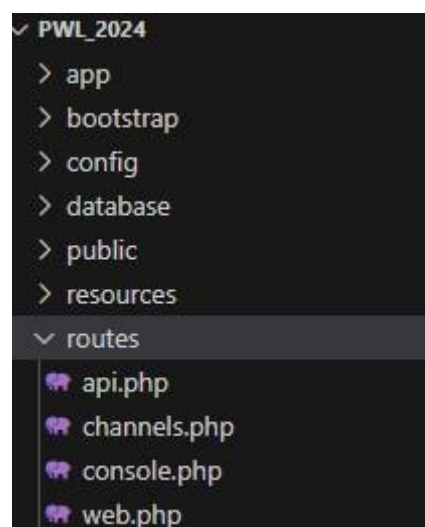 PWL_2024
app
bootstrap
config
database
public
resources
routes
api.php
channels.php
console.php
web.php